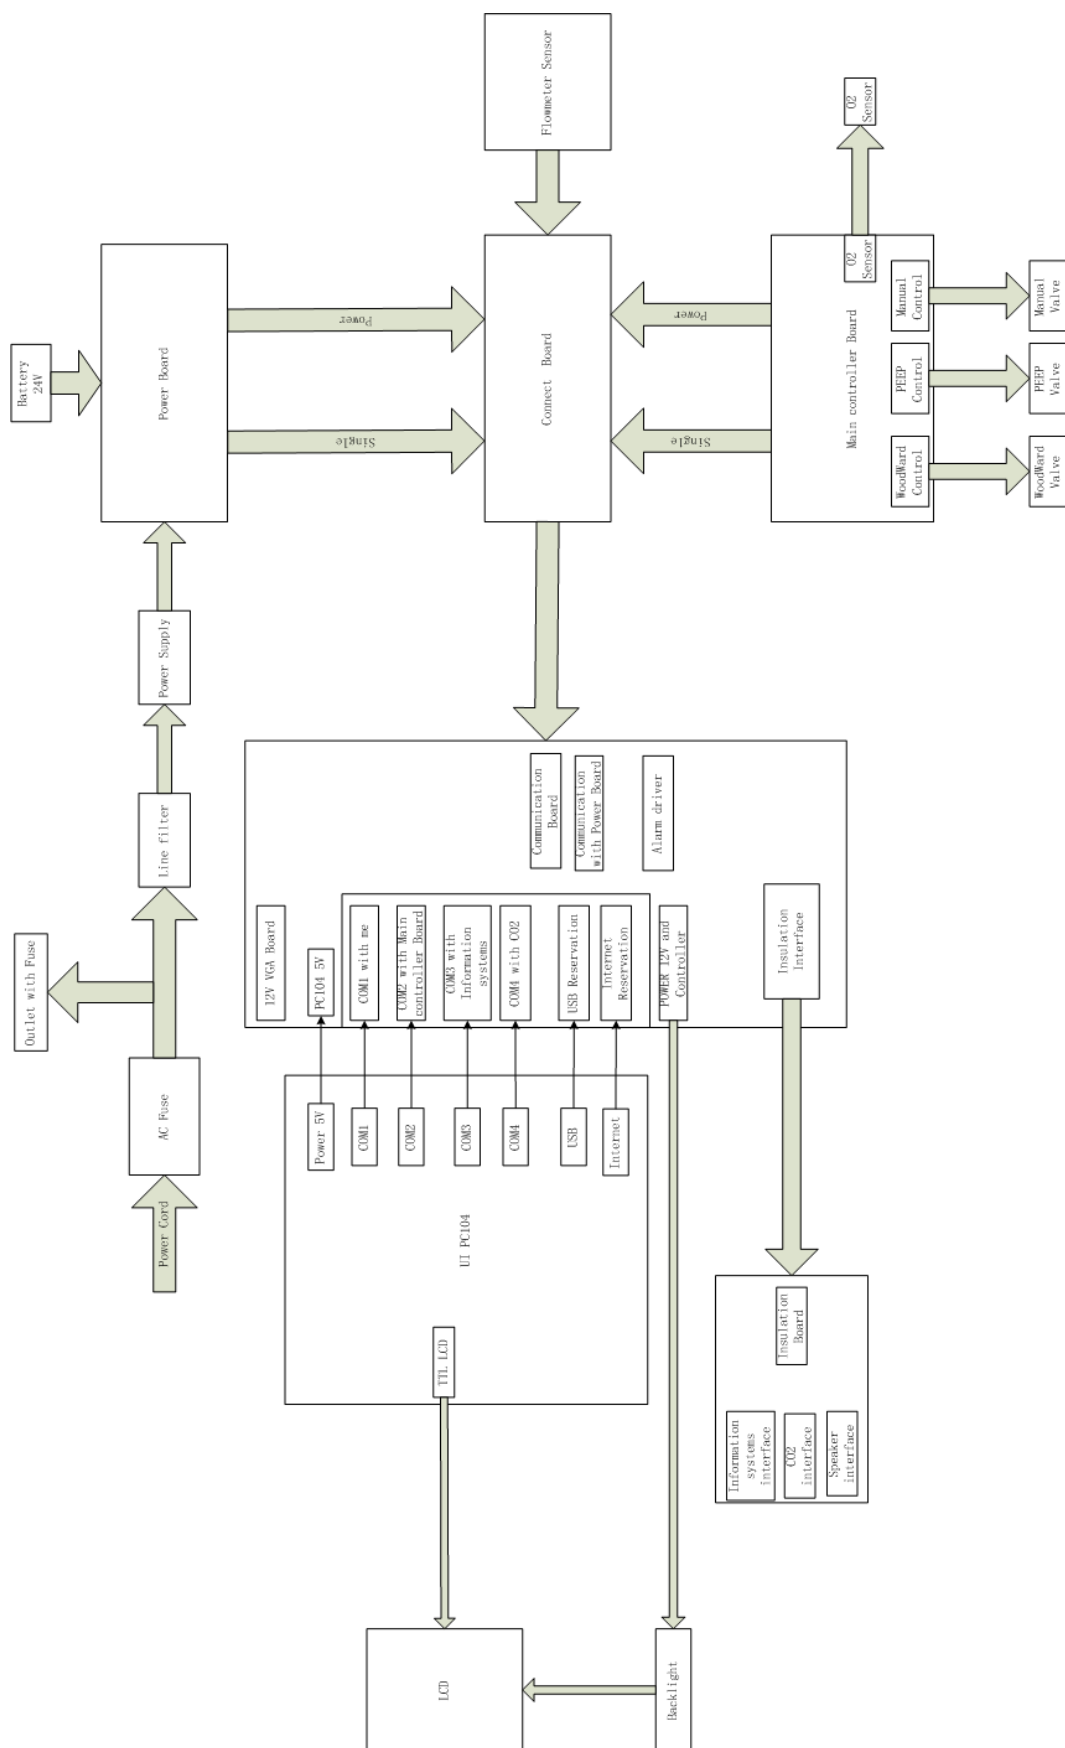 Flowmeter Sensor
O2
Sensor
Battery
24V
Power Board
Connect Board
Main controller Board
O2
Sensor
Manual
Control
PEEP
Control
WoodWard
Control
Manual
Valve
PEEP
Valve
WoodWard
Valve
Power
Single
Power
Single
Power Supply
Line filter
Outlet with Fuse
AC Fuse
Power Cord
Communication
Board
Communication
with Power Board
Alarm driver
12V VGA Board
PC104 5V
COM1 with me
COM2 with Main
controller Board
COM3 with
Information
systems
COM4 with CO2
USB Reservation
Internet
Reservation
POWER 12V and
Controller
Insulation
Interface
Power 5V
COM1
COM2
COM3
COM4
USB
Internet
UI PC104
TTL LCD
Insulation
Board
Information
systems
interface
CO2
interface
Speaker
interface
LCD
Backlight